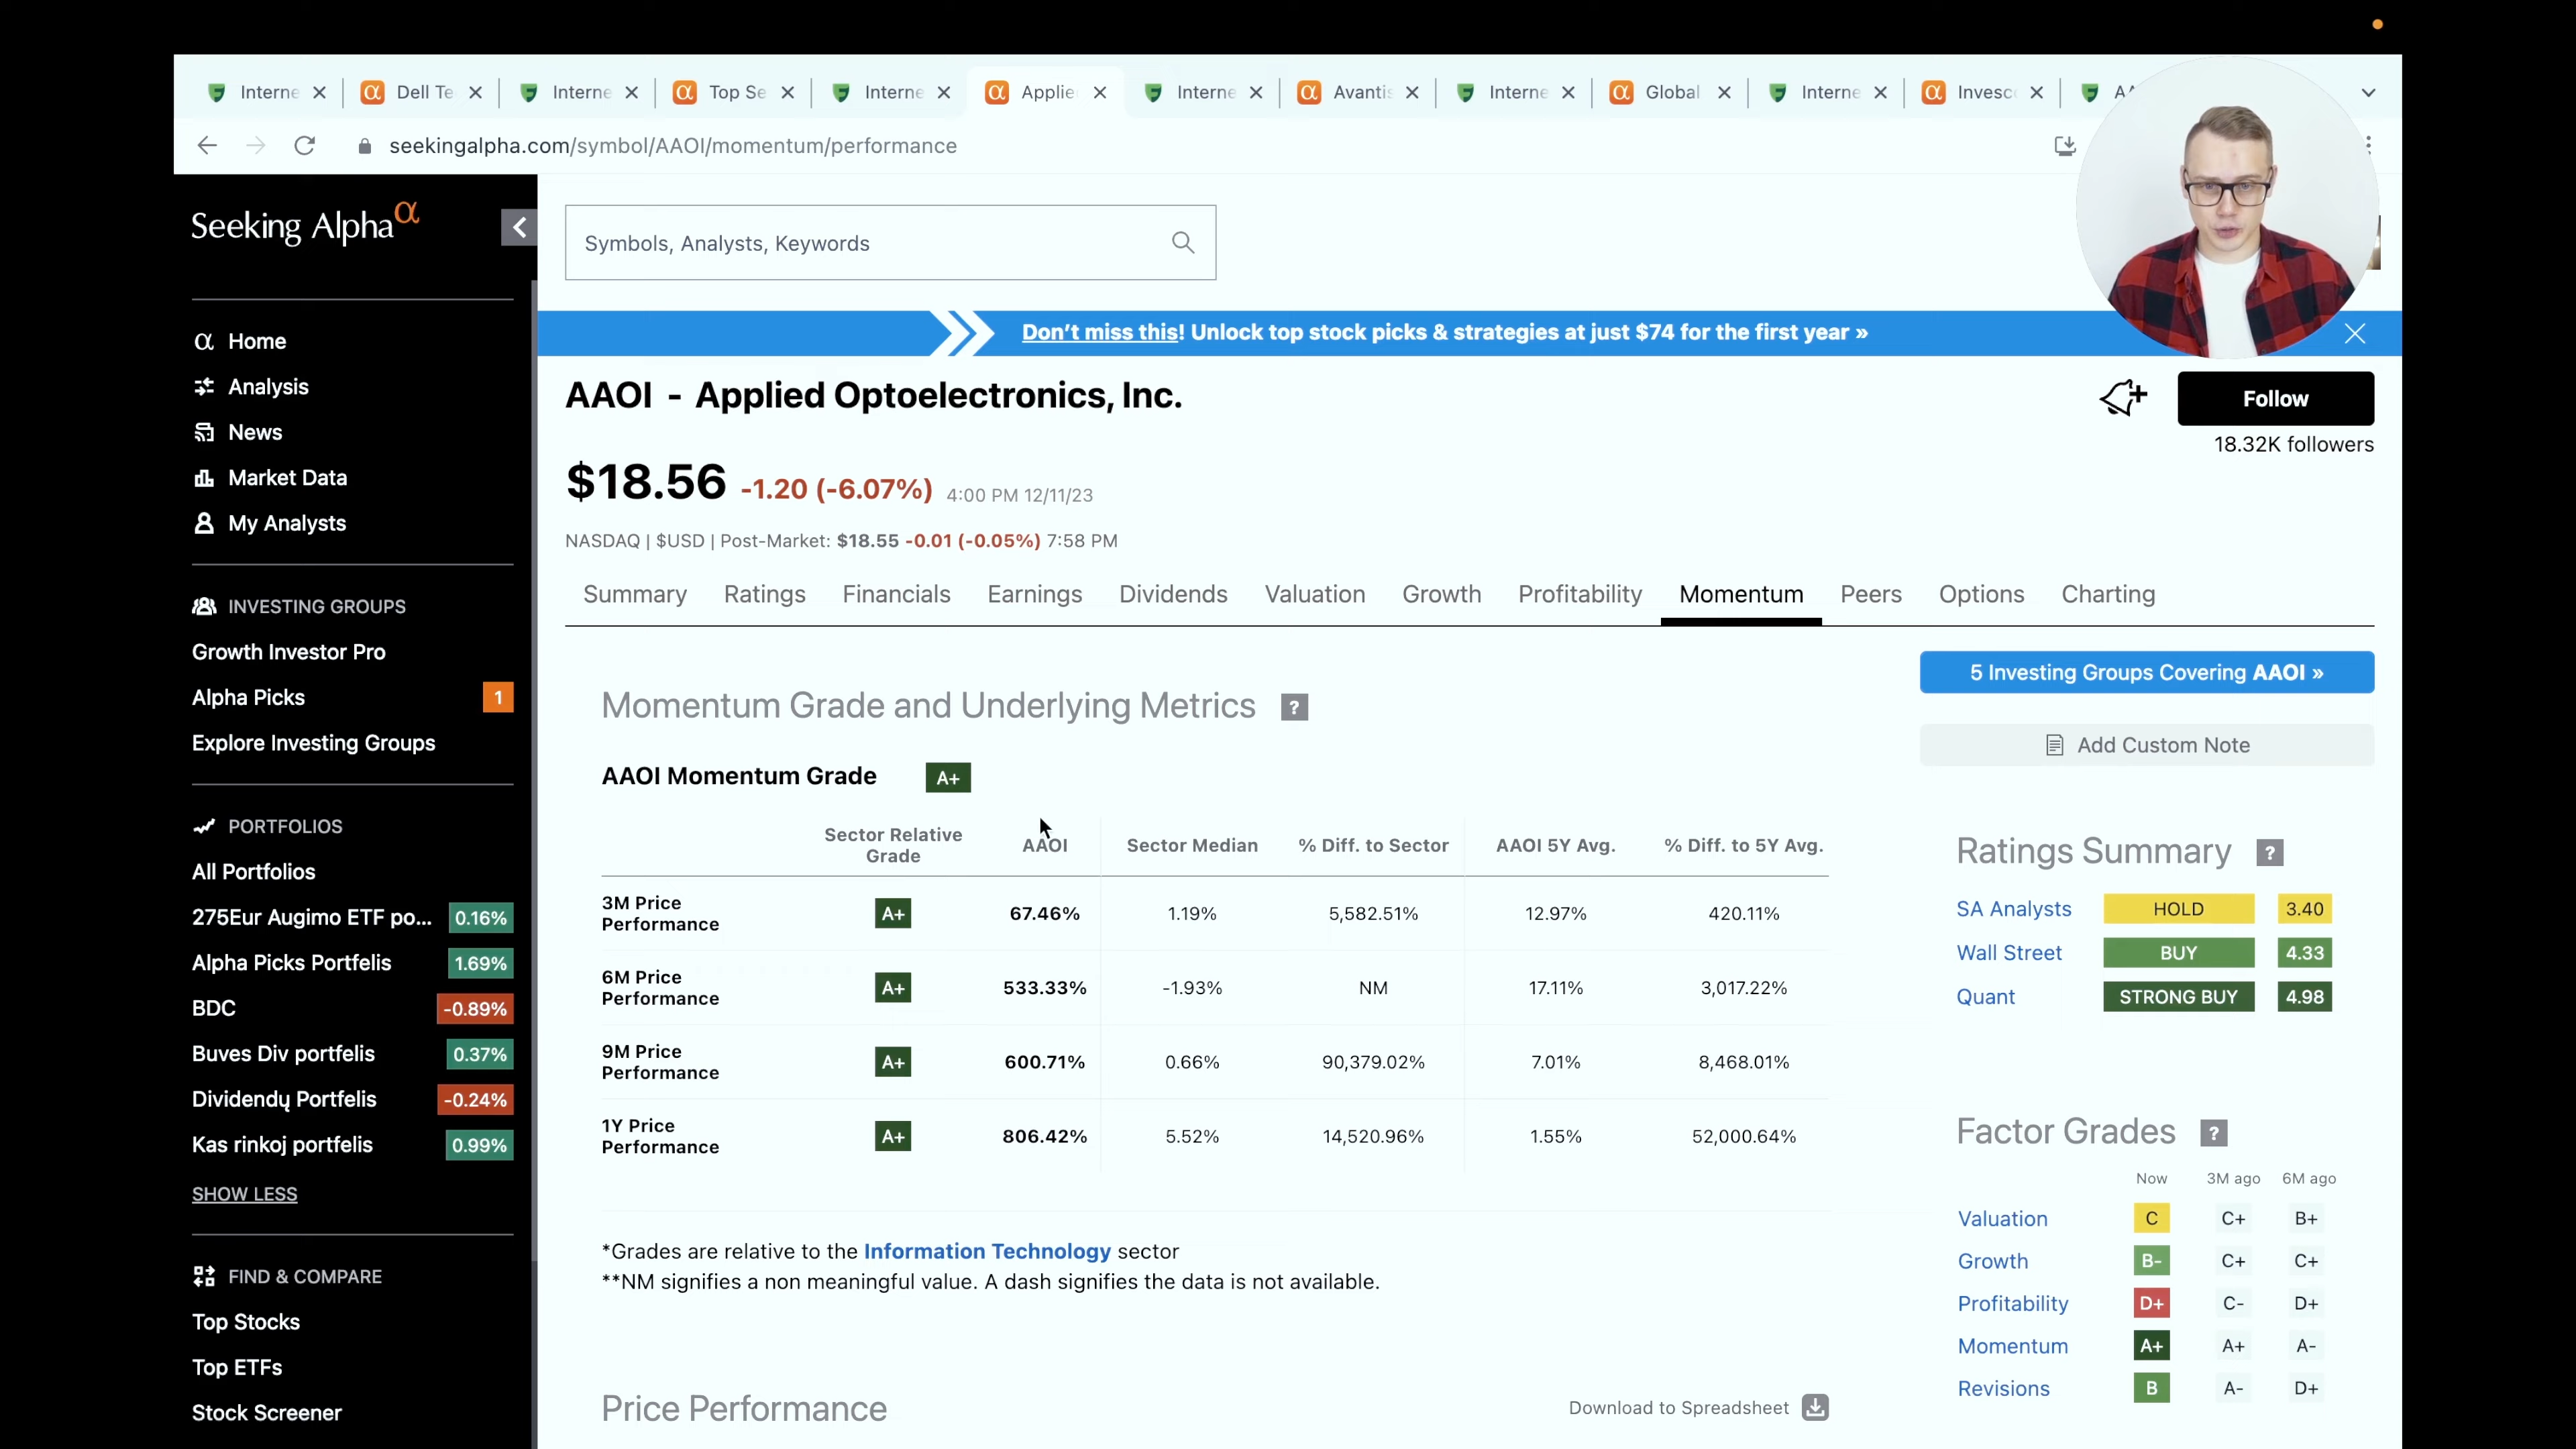 Interne
Dell Te
Interne
Top Se
Interne
Applie
Interne
Avantis
Interne
Global
Interne
Invesc
seekingalpha.com/symbol/AAOI/momentum/performance
Seeking Alpha α
Home
Analysis
News
Market Data
My Analysts
INVESTING GROUPS
Growth Investor Pro
Alpha Picks 1
Explore Investing Groups
PORTFOLIOS
All Portfolios
275Eur Augimo ETF po... 0.16%
Alpha Picks Portfelis 1.69%
BDC -0.89%
Buves Div portfelis 0.37%
Dividendų Portfelis -0.24%
Kas rinkoj portfelis 0.99%
SHOW LESS
FIND & COMPARE
Top Stocks
Top ETFs
Stock Screener
Symbols, Analysts, Keywords
Don't miss this! Unlock top stock picks & strategies at just $74 for the first year »
AAOI - Applied Optoelectronics, Inc.
Follow
18.32K followers
$18.56 -1.20 (-6.07%) 4:00 PM 12/11/23
NASDAQ | $USD | Post-Market: $18.55 -0.01 (-0.05%) 7:58 PM
Summary Ratings Financials Earnings Dividends Valuation Growth Profitability Momentum Peers Options Charting
Momentum Grade and Underlying Metrics ?
AAOI Momentum Grade A+
Sector Relative
Grade AAOI Sector Median % Diff. to Sector AAOI 5Y Avg. % Diff. to 5Y Avg.
3M Price
Performance A+ 67.46% 1.19% 5,582.51% 12.97% 420.11%
6M Price
Performance A+ 533.33% -1.93% NM 17.11% 3,017.22%
9M Price
Performance A+ 600.71% 0.66% 90,379.02% 7.01% 8,468.01%
1Y Price
Performance A+ 806.42% 5.52% 14,520.96% 1.55% 52,000.64%
*Grades are relative to the Information Technology sector
**NM signifies a non meaningful value. A dash signifies the data is not available.
Price Performance
Download to Spreadsheet
5 Investing Groups Covering AAOI »
Add Custom Note
Ratings Summary ?
SA Analysts HOLD 3.40
Wall Street BUY 4.33
Quant STRONG BUY 4.98
Factor Grades ?
Now 3M ago 6M ago
Valuation C C+ B+
Growth B- C+ C+
Profitability D+ C- D+
Momentum A+ A+ A-
Revisions B A- D+